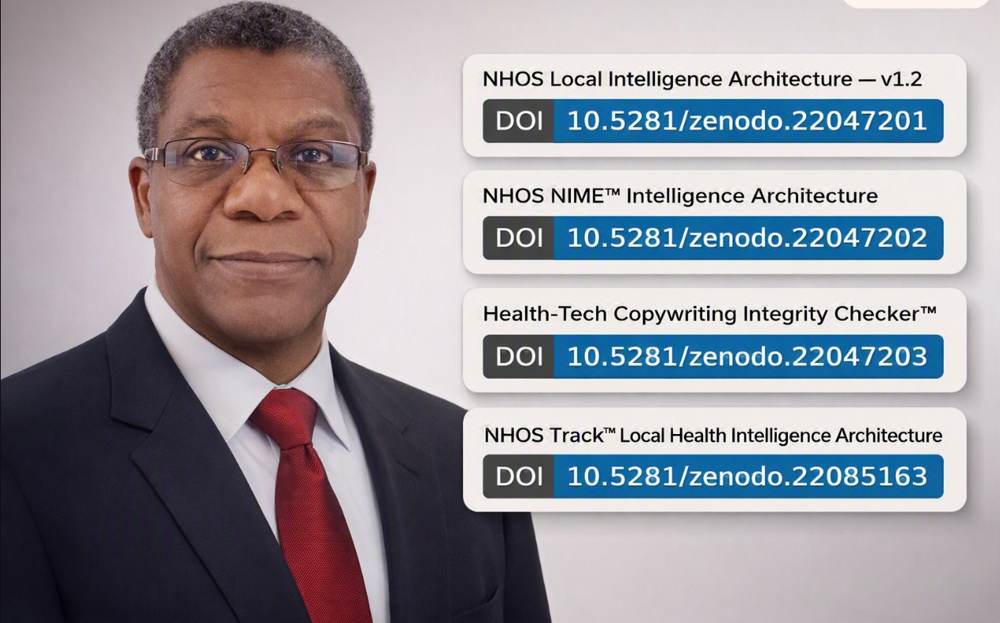 NHOS Local Intelligence Architecture — v1.2
DOI 10.5281/zenodo.22047201
NHOS NIME™ Intelligence Architecture
DOI 10.5281/zenodo.22047202
Health-Tech Copywriting Integrity Checker™
DOI 10.5281/zenodo.22047203
NHOS Track™ Local Health Intelligence Architecture
DOI 10.5281/zenodo.22085163